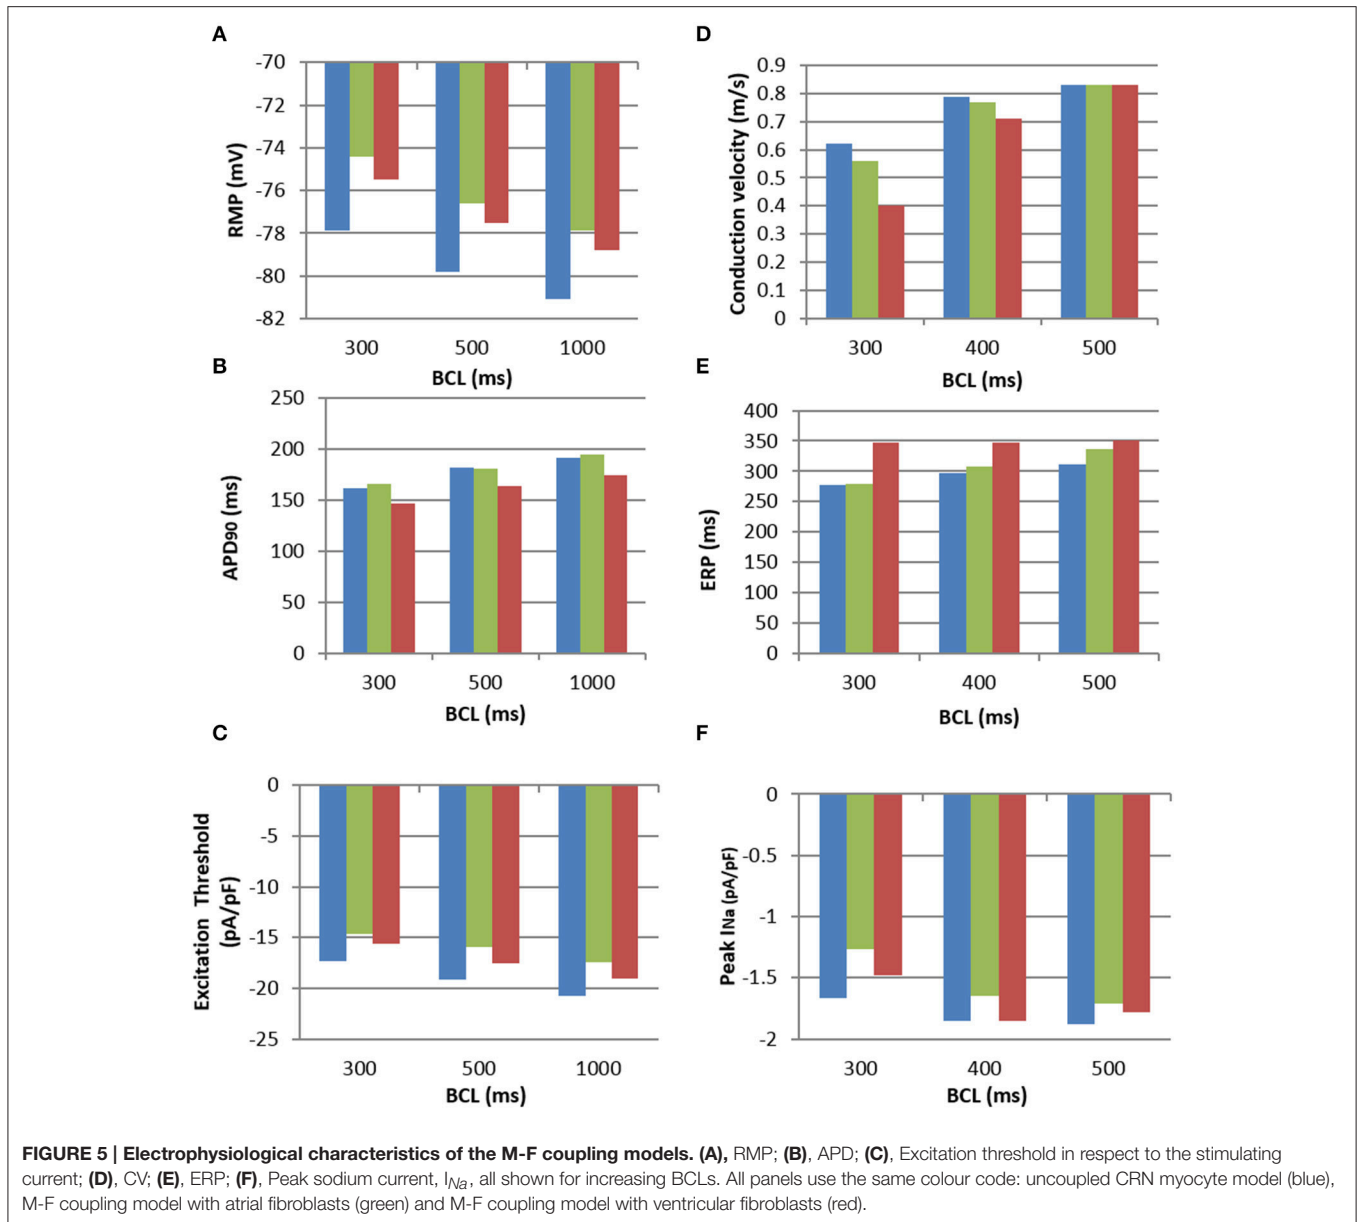 A
-70
-72
-74
-76
-78
-80
-82
RMP (mV)
300 500 1000
BCL (ms)
B
250
200
150
100
50
0
APD90 (ms)
300 500 1000
BCL (ms)
C
0
-5
-10
-15
-20
-25
Excitation Threshold
(pA/pF)
300 500 1000
BCL (ms)
D
0.9
0.8
0.7
0.6
0.5
0.4
0.3
0.2
0.1
0
Conduction velocity (m/s)
300 400 500
BCL (ms)
E
400
350
300
250
200
150
100
50
0
ERP (ms)
300 400 500
BCL (ms)
F
0
-0.5
-1
-1.5
-2
Peak INa (pA/pF)
300 400 500
BCL (ms)
FIGURE 5 | Electrophysiological characteristics of the M-F coupling models. (A), RMP; (B), APD; (C), Excitation threshold in respect to the stimulating
current; (D), CV; (E), ERP; (F), Peak sodium current, INa, all shown for increasing BCLs. All panels use the same colour code: uncoupled CRN myocyte model (blue),
M-F coupling model with atrial fibroblasts (green) and M-F coupling model with ventricular fibroblasts (red).